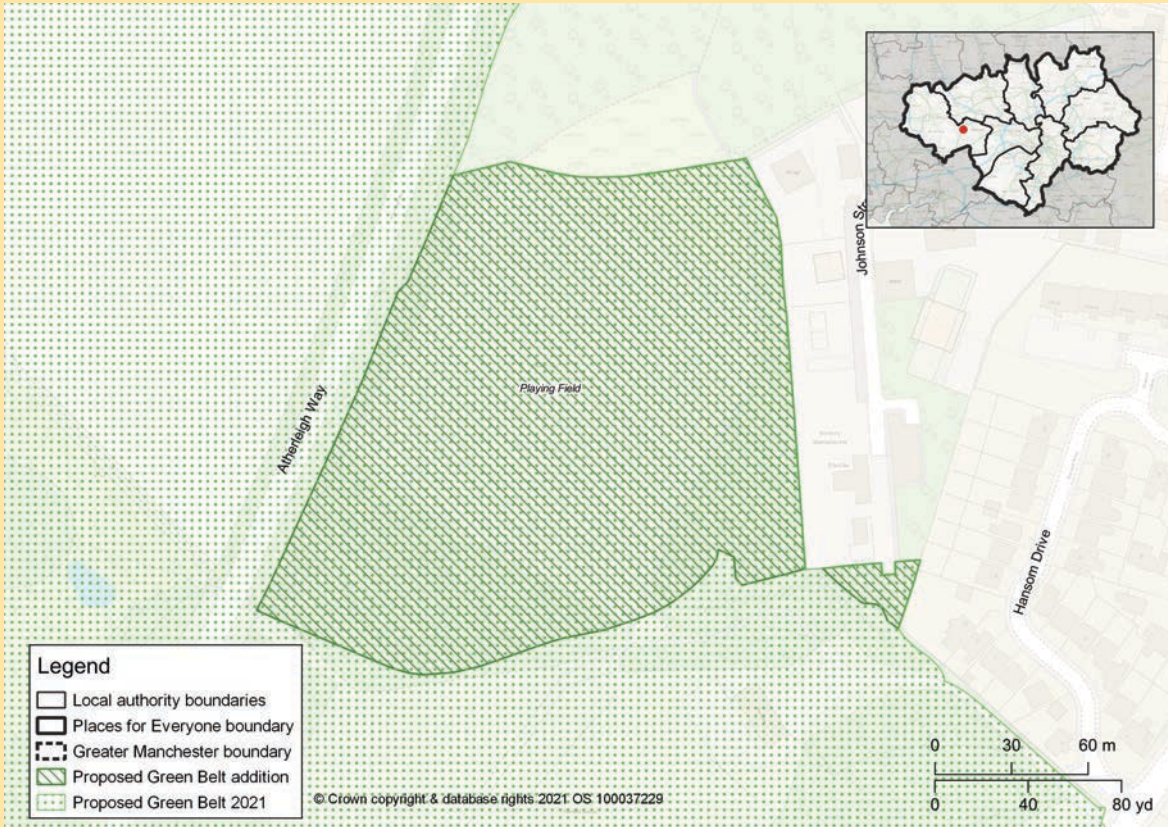 Johnson St
Playing Field
Atherleigh Way
Hansom Drive
Legend
Local authority boundaries
Places for Everyone boundary
Greater Manchester boundary
Proposed Green Belt addition
Proposed Green Belt 2021
© Crown copyright & database rights 2021 OS 100037229
0 30 60 m
0 40 80 yd